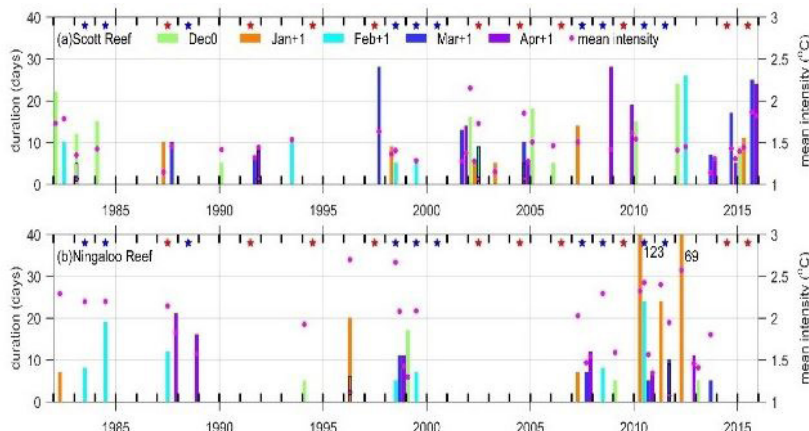 (a)Scott Reef Dec0 Jan+1 Feb+1 Mar+1 Apr+1 mean intensity
duration (days)
40
30
20
10
0
mean intensity (°C)
3
2.5
2
1.5
1
1985 1990 1995 2000 2005 2010 2015
(b)Ningaloo Reef
123 69
duration (days)
40
30
20
10
0
mean intensity (°C)
3
2.5
2
1.5
1
1985 1990 1995 2000 2005 2010 2015